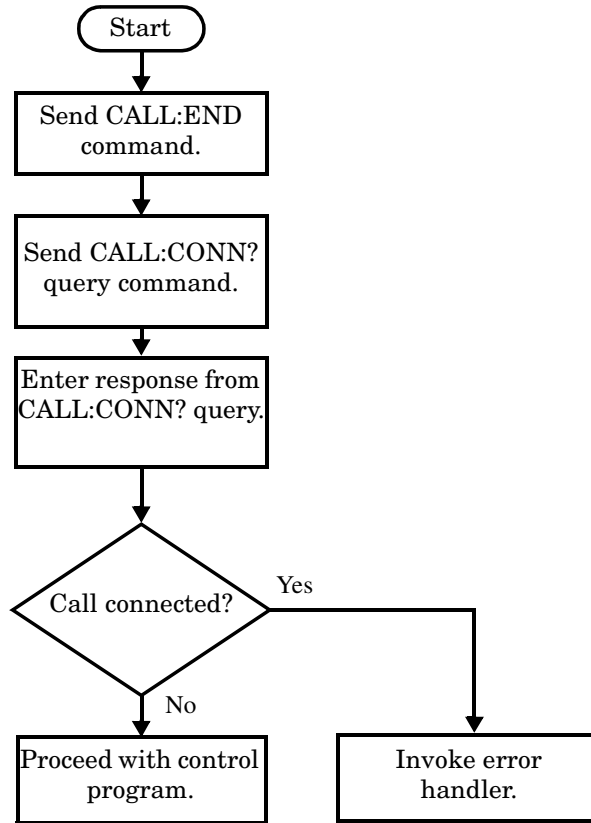 Start
Send CALL:END
command.
Send CALL:CONN?
query command.
Enter response from
CALL:CONN? query.
Call connected?
Yes
No
Proceed with control
program.
Invoke error
handler.